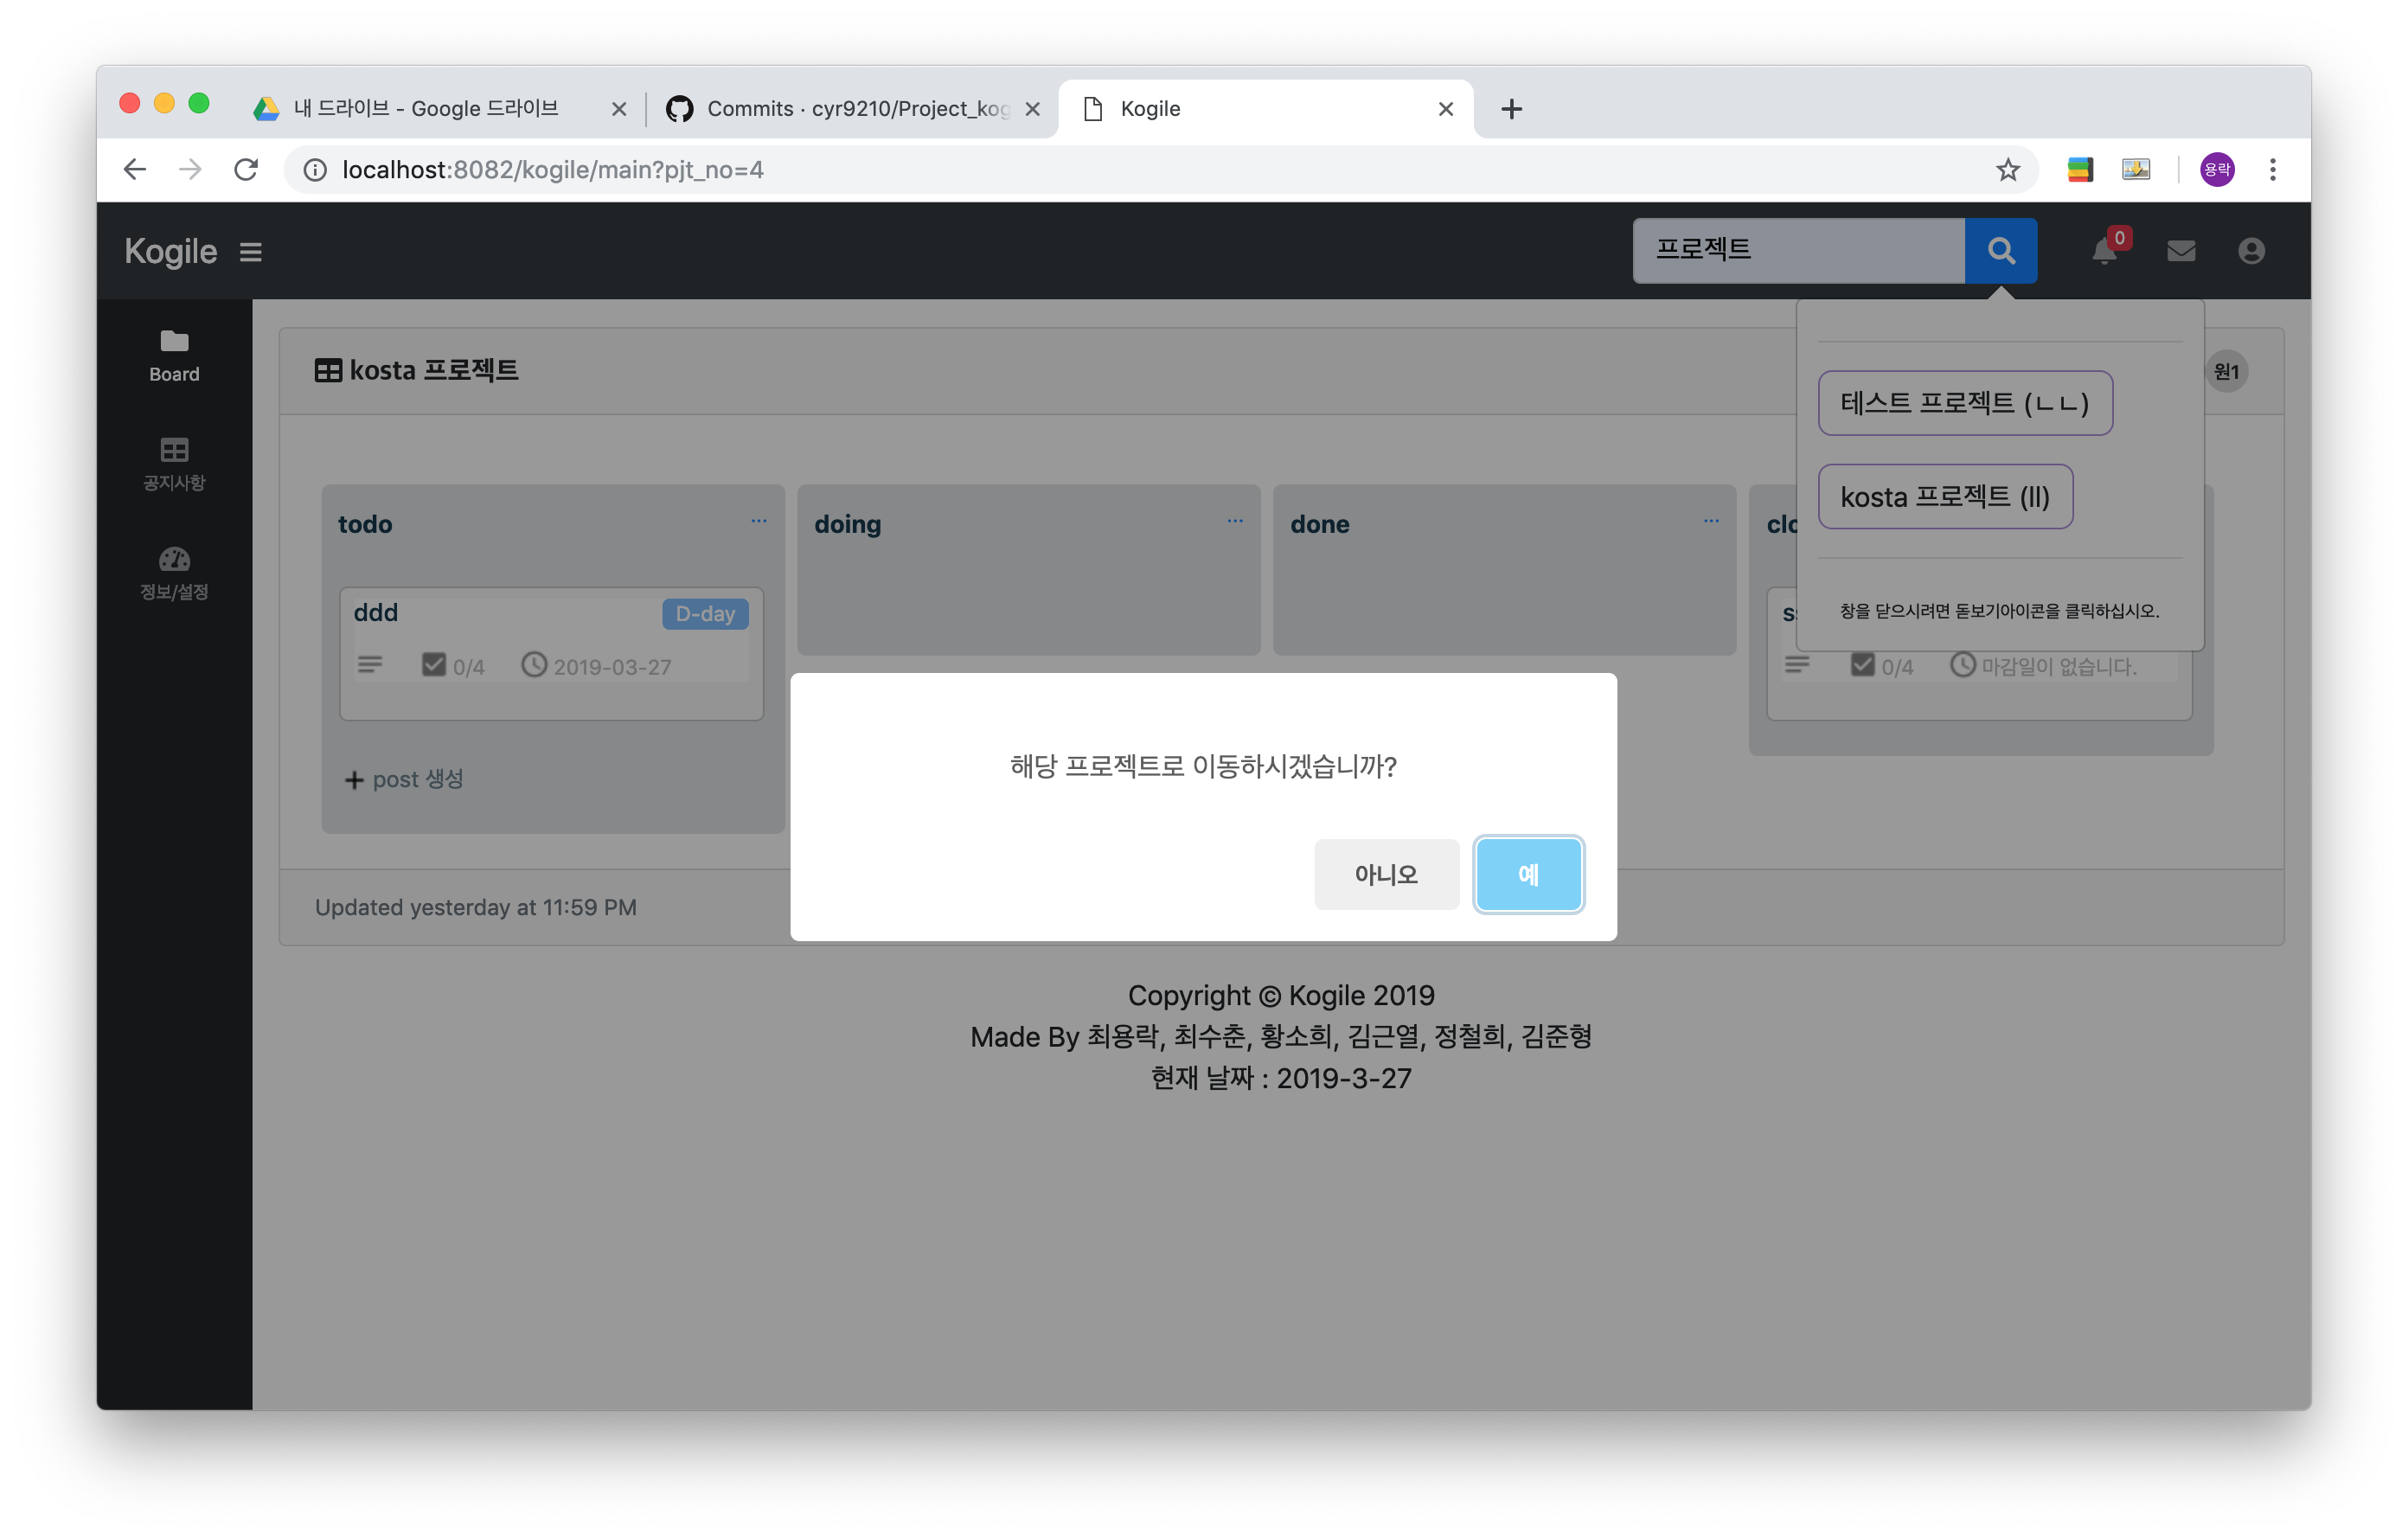 내 드라이브 - Google 드라이브
Commits · cyr9210/Project_kog
Kogile
localhost:8082/kogile/main?pjt_no=4
용락
Kogile
프로젝트
0
Board
공지사항
정보/설정
kosta 프로젝트
원1
테스트 프로젝트 (ㄴㄴ)
kosta 프로젝트 (ll)
창을 닫으시려면 돋보기아이콘을 클릭하십시오.
todo ...
doing ...
done ...
clo
ddd D-day
0/4 2019-03-27
post 생성
0/4 마감일이 없습니다.
해당 프로젝트로 이동하시겠습니까?
아니오 예
Updated yesterday at 11:59 PM
Copyright © Kogile 2019
Made By 최용락, 최수춘, 황소희, 김근열, 정철희, 김준형
현재 날짜 : 2019-3-27